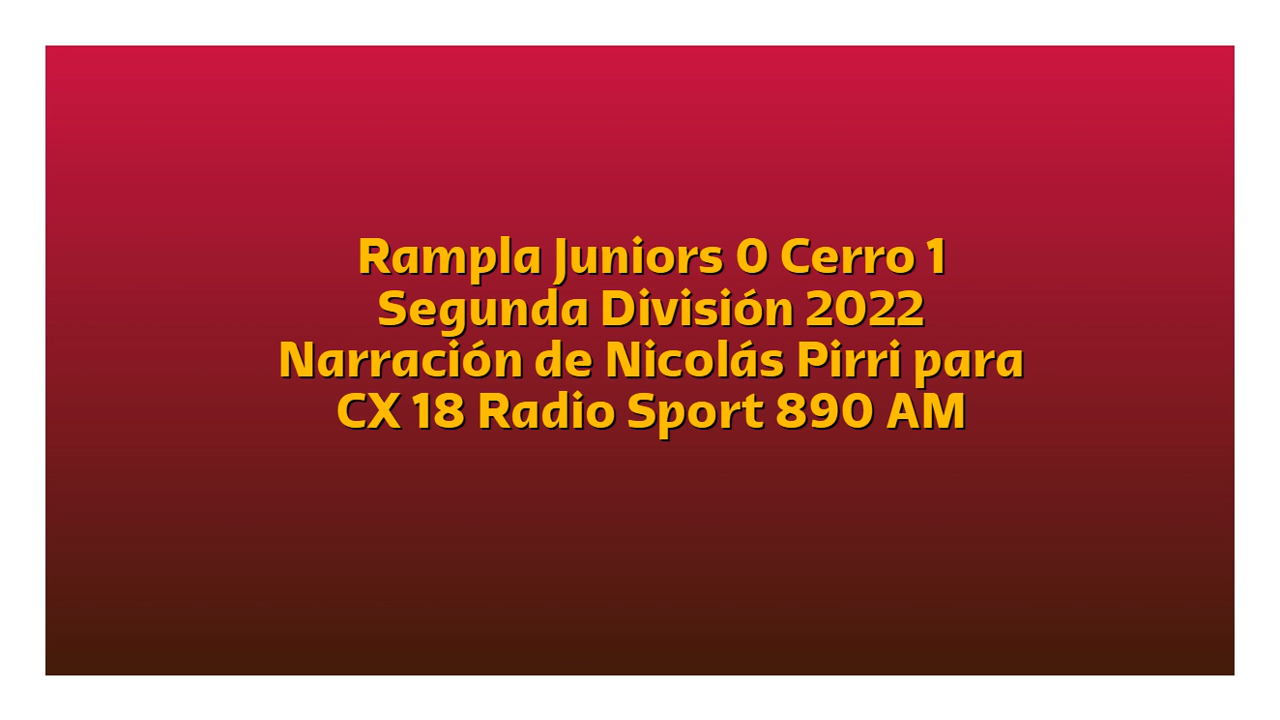 Rampla Juniors 0 Cerro 1
Segunda División 2022
Narración de Nicolás Pirri para
CX 18 Radio Sport 890 AM